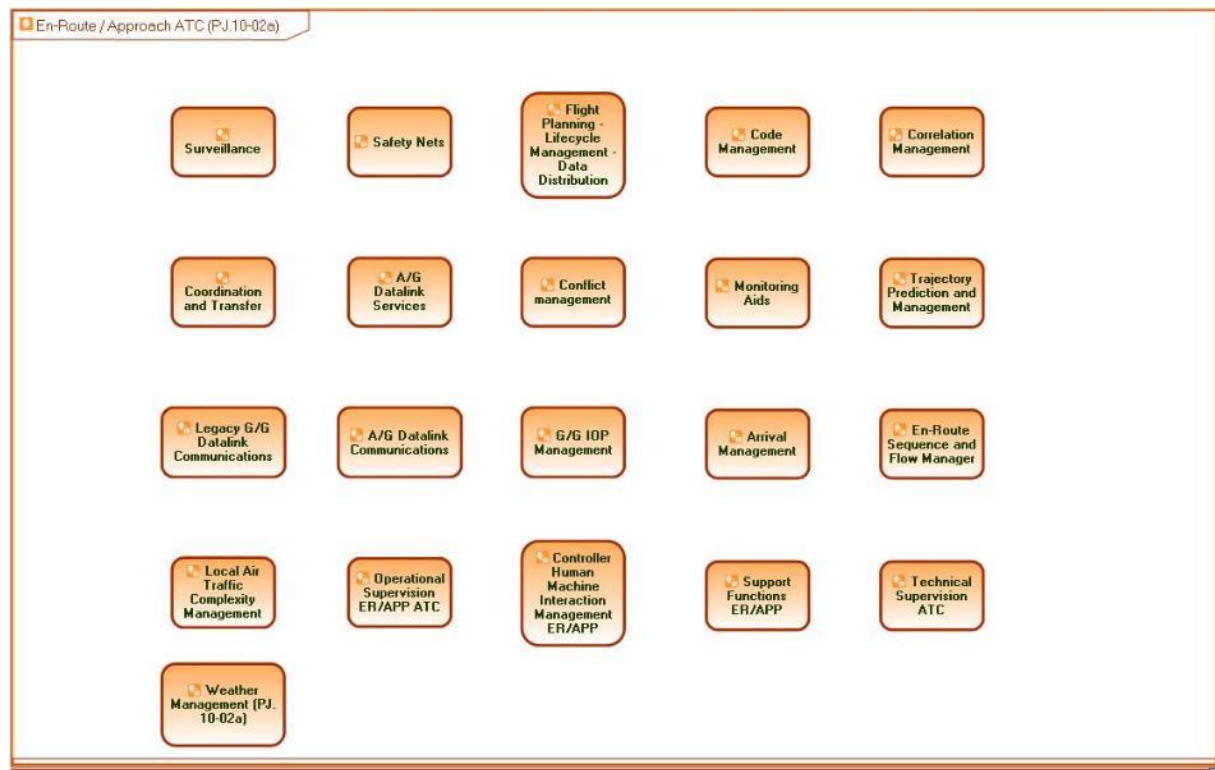 En-Route / Approach ATC (PJ.10-02a)
Surveillance
Safety Nets
Flight
Planning -
Lifecycle
Management -
Data
Distribution
Code
Management
Correlation
Management
Coordination
and Transfer
A/G
Datalink
Services
Conflict
management
Monitoring
Aids
Trajectory
Prediction and
Management
Legacy G/G
Datalink
Communications
A/G Datalink
Communications
G/G IOP
Management
Arrival
Management
En-Route
Sequence and
Flow Manager
Local Air
Traffic
Complexity
Management
Operational
Supervision
ER/APP ATC
Controller
Human
Machine
Interaction
Management
ER/APP
Support
Functions
ER/APP
Technical
Supervision
ATC
Weather
Management (PJ.
10-02a)